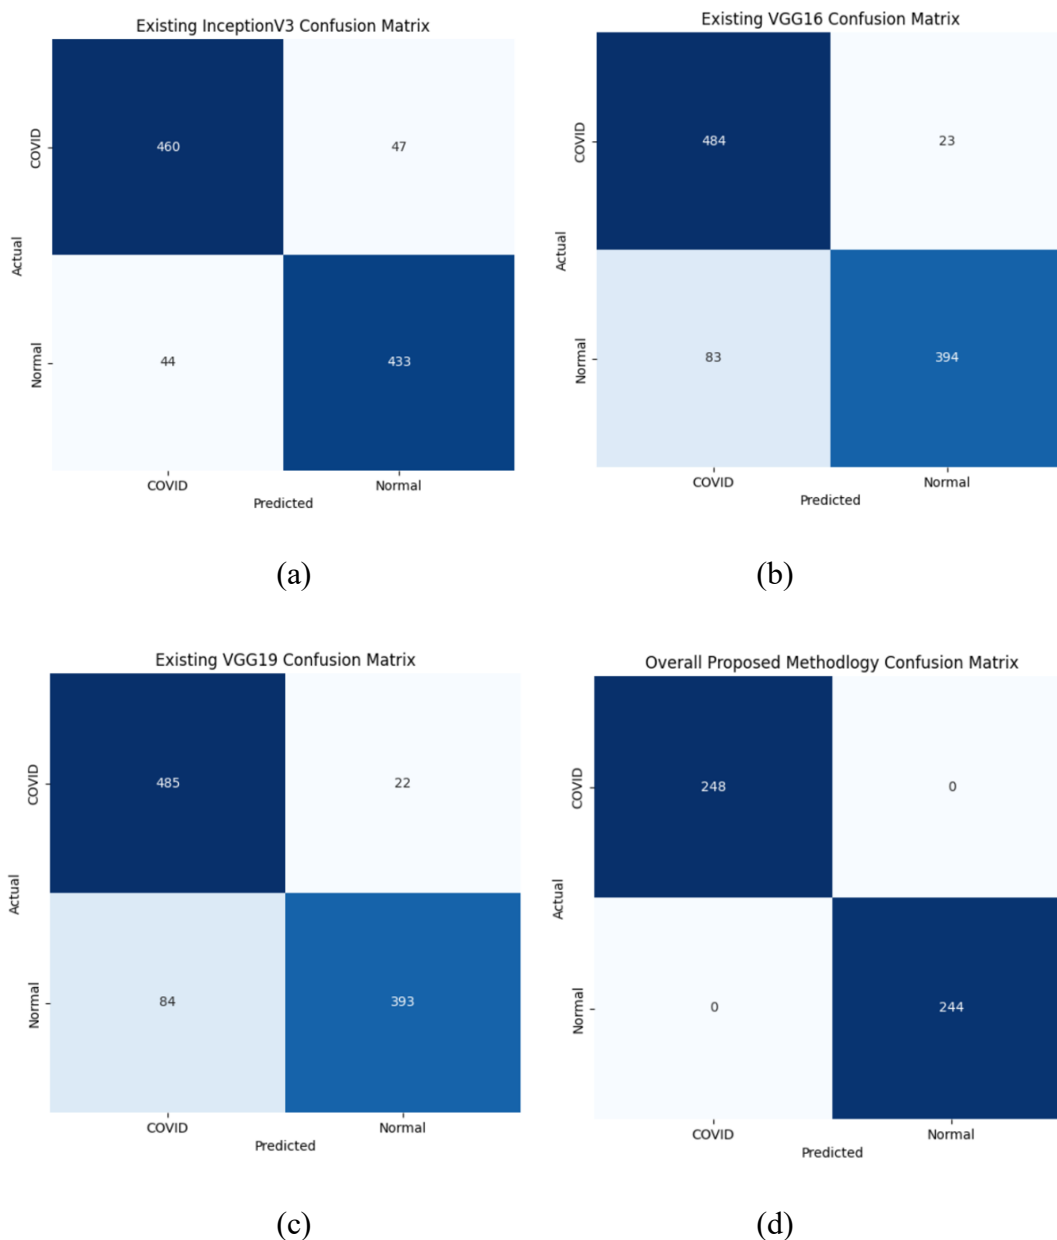 Existing InceptionV3 Confusion Matrix
COVID
460
47
Actual
Normal
44
433
COVID
Normal
Predicted
(a)
Existing VGG16 Confusion Matrix
COVID
484
23
Actual
Normal
83
394
COVID
Normal
Predicted
(b)
Existing VGG19 Confusion Matrix
COVID
485
22
Actual
Normal
84
393
COVID
Normal
Predicted
(c)
Overall Proposed Methodlogy Confusion Matrix
COVID
248
0
Actual
Normal
0
244
COVID
Normal
Predicted
(d)